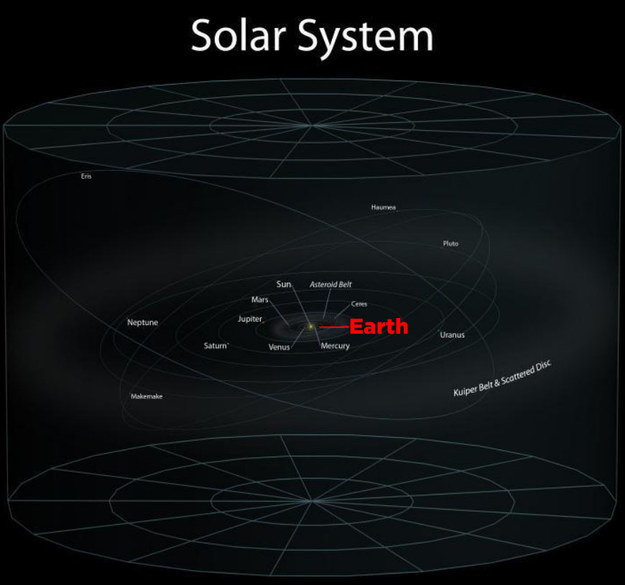 Solar System
Eris
Haumea
Pluto
Sun
Asteroid Belt
Mars
Ceres
Jupiter
Earth
Neptune
Uranus
Saturn
Venus
Mercury
Kuiper Belt & Scattered Disc
Makemake